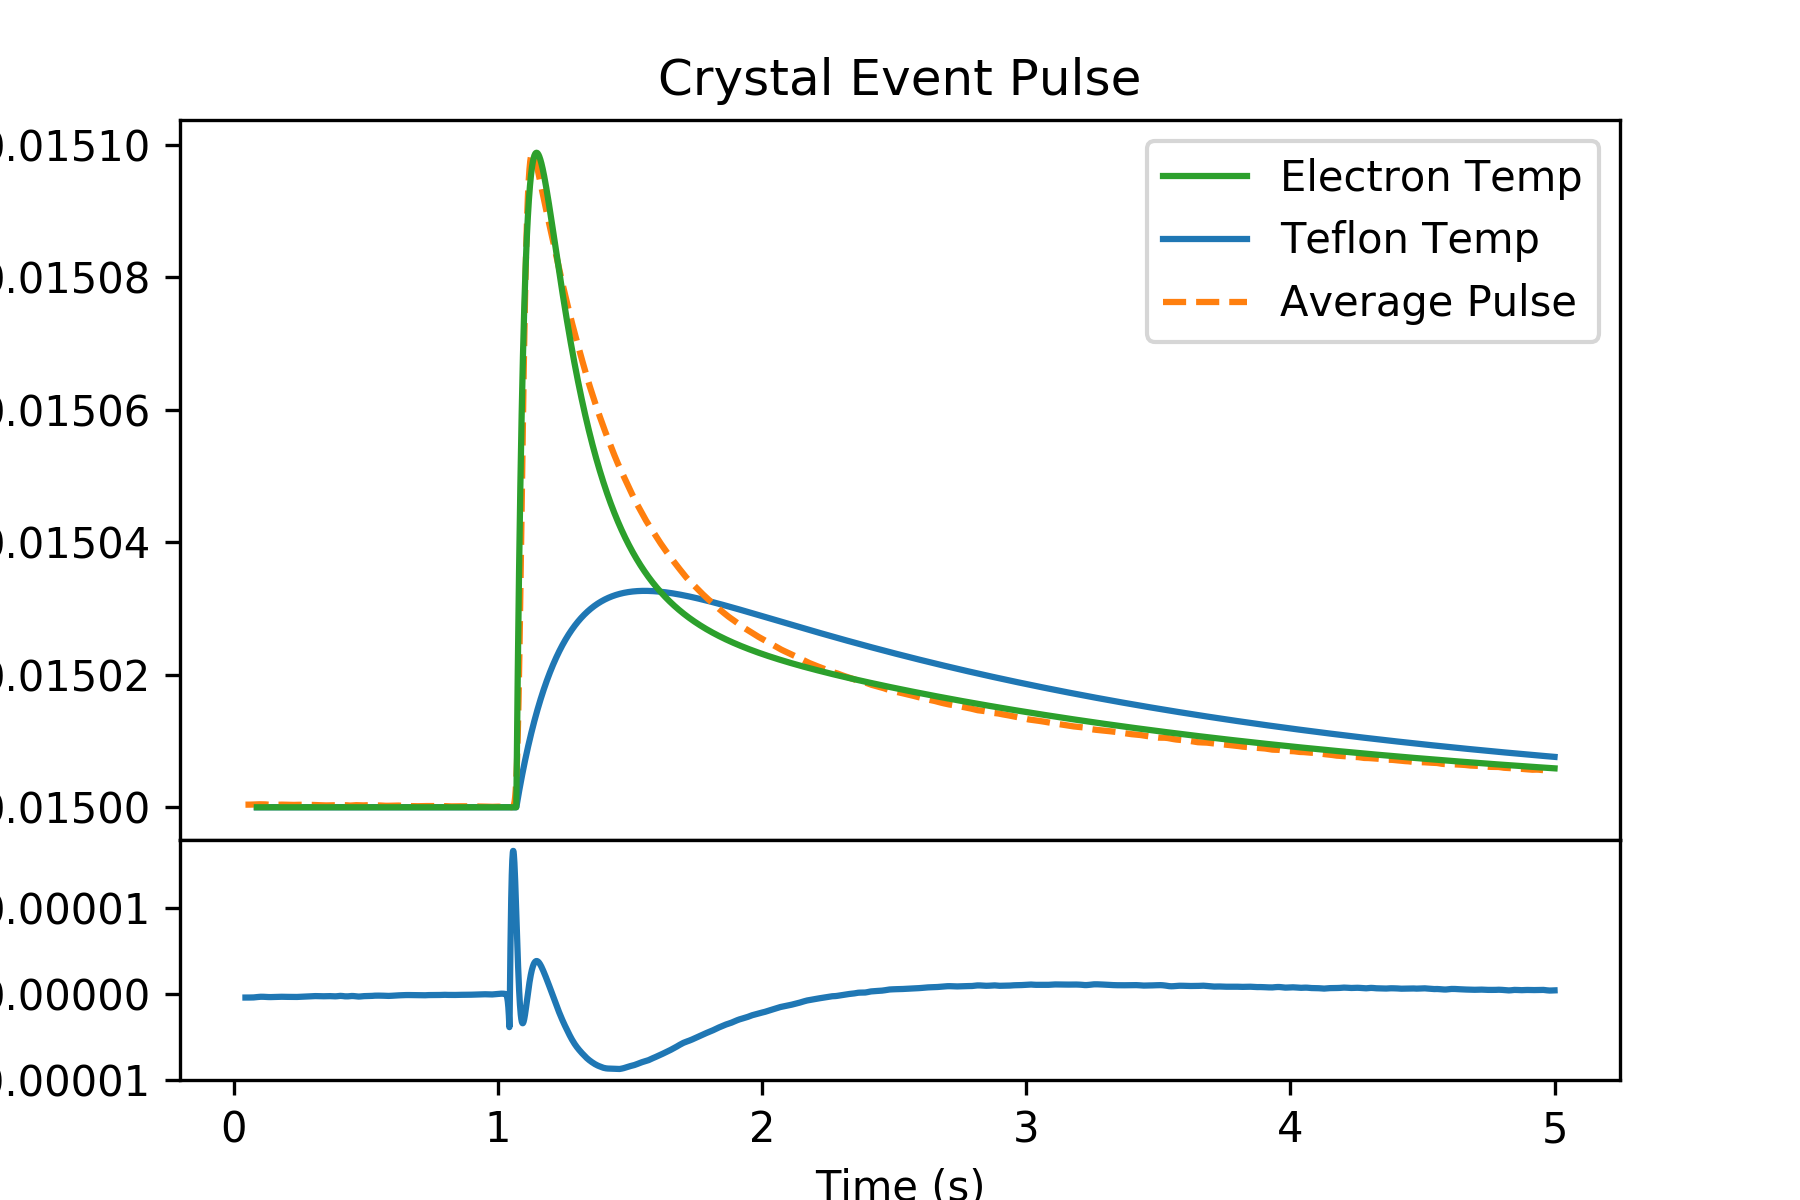 Crystal Event Pulse
.01510
.01508
.01506
.01504
.01502
.01500
Electron Temp
Teflon Temp
Average Pulse
.00001
.00000
.00001
0 1 2 3 4 5
Time (s)